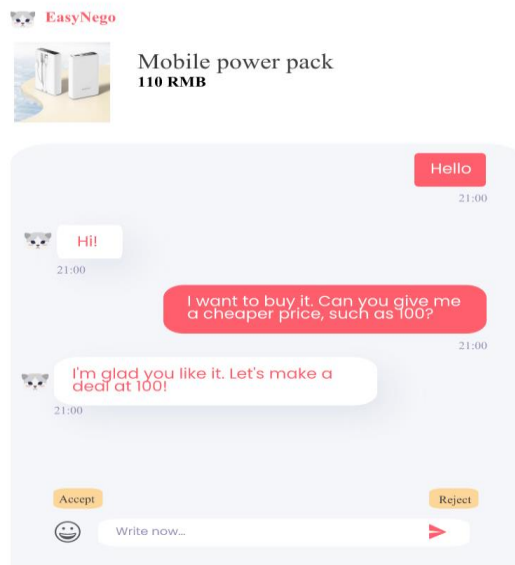 EasyNego
Mobile power pack
110 RMB
Hello
21:00
Hi!
21:00
I want to buy it. Can you give me
a cheaper price, such as 100?
21:00
I'm glad you like it. Let's make a
deal at 100!
21:00
Accept
Reject
Write now...